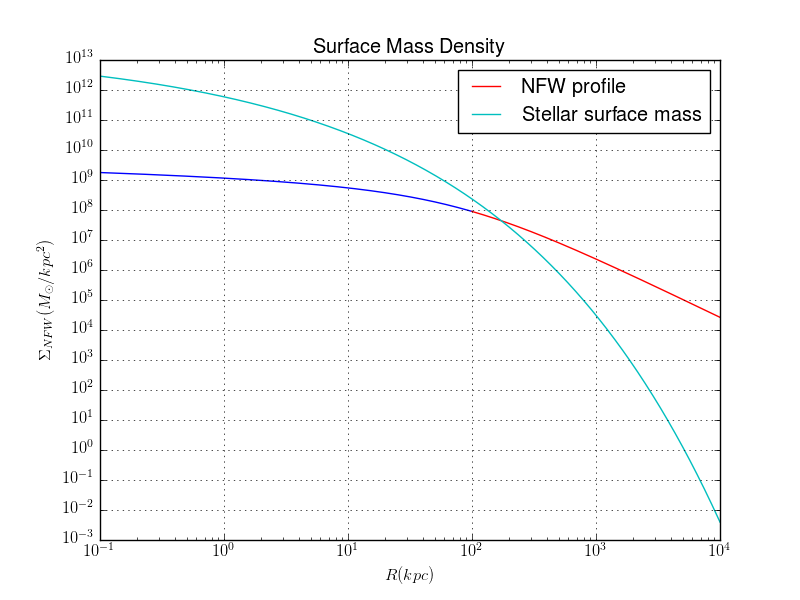 Surface Mass Density
NFW profile
Stellar surface mass
10^13
10^12
10^11
10^10
10^9
10^8
10^7
10^6
10^5
10^4
10^3
10^2
10^1
10^0
10^−1
10^−2
10^−3
Σ_NFW (M_⊙/kpc^2)
10^−1 10^0 10^1 10^2 10^3 10^4
R(kpc)